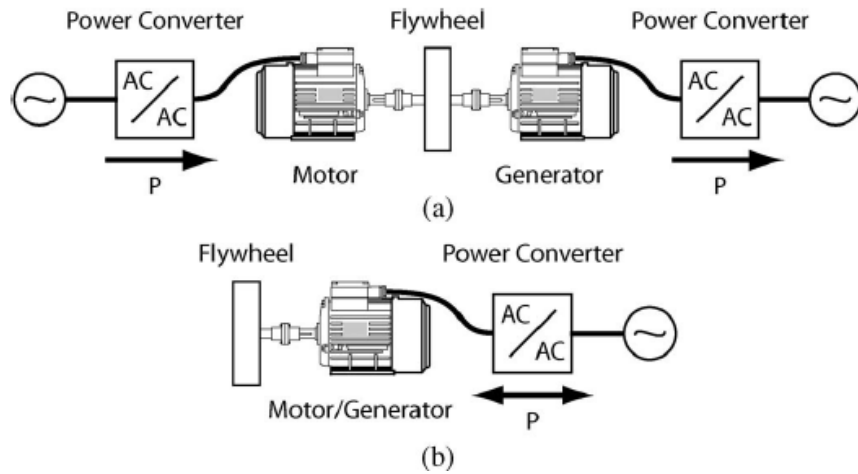 Power Converter Flywheel Power Converter
AC
AC
AC
AC
P Motor Generator P
(a)
Flywheel Power Converter
AC
AC
Motor/Generator P
(b)